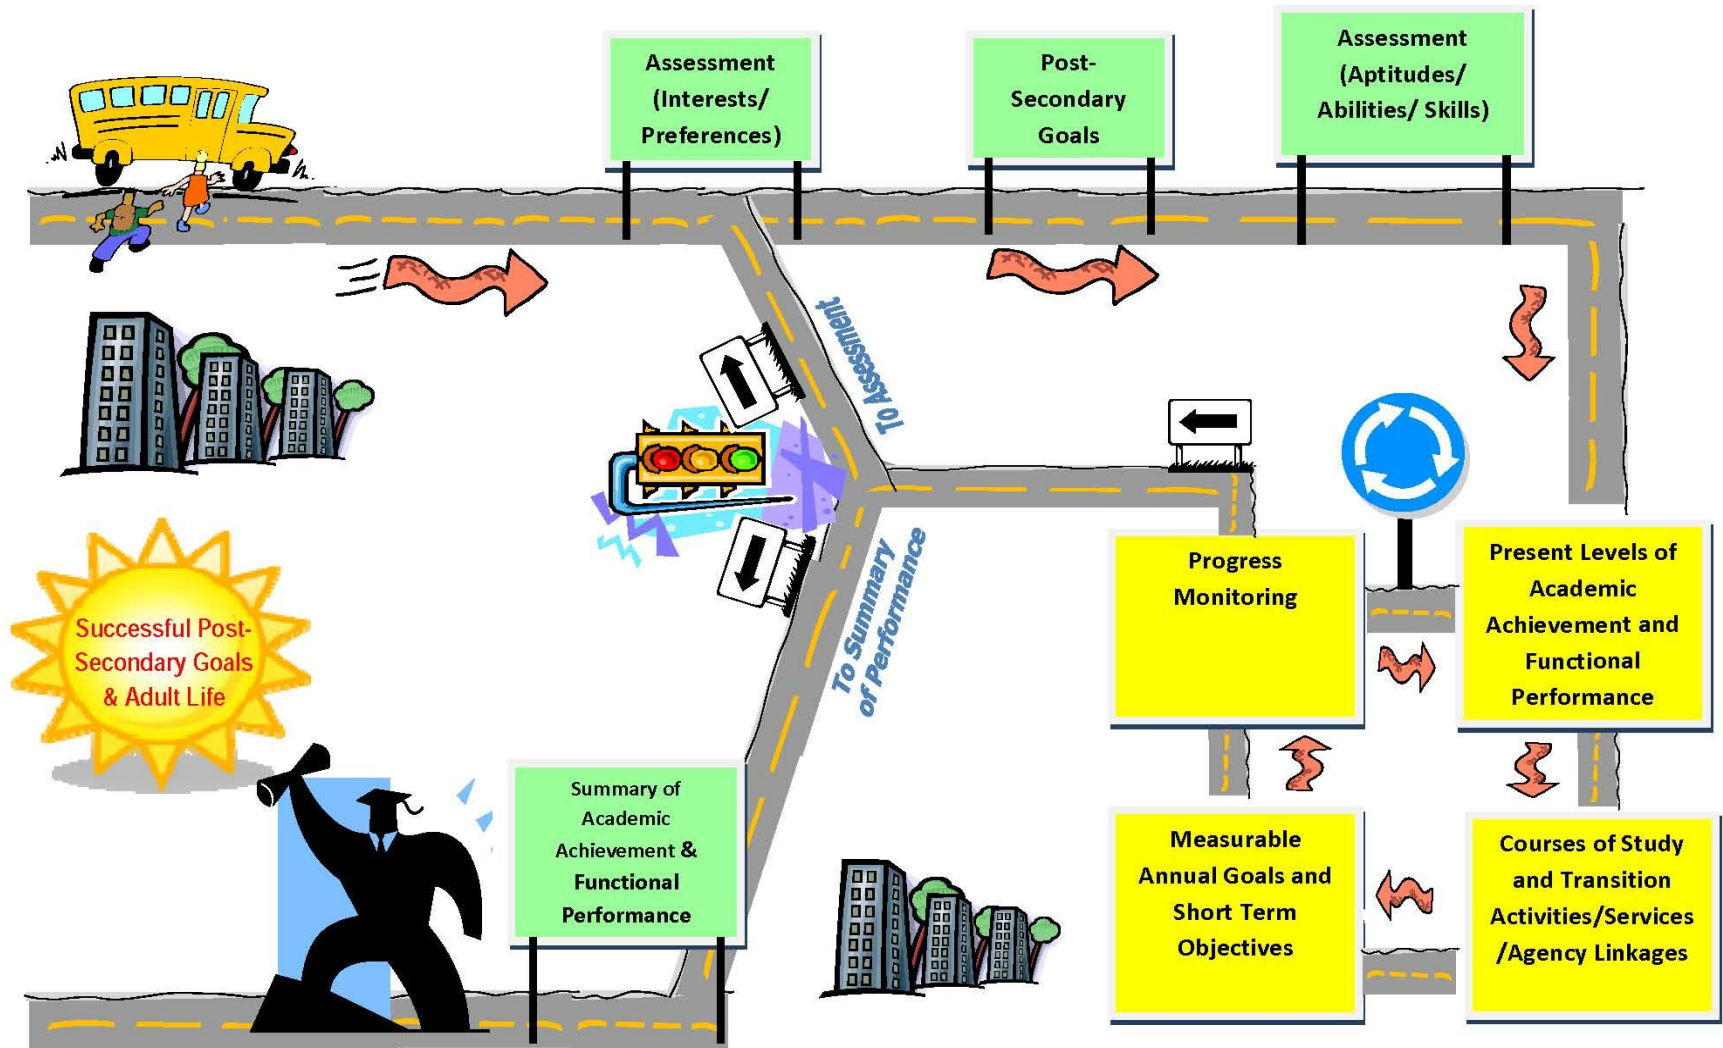 Assessment
(Interests/
Preferences)
Post-
Secondary
Goals
Assessment
(Aptitudes/
Abilities/ Skills)
To Assessment
To Summary
of Performance
Progress
Monitoring
Present Levels of
Academic
Achievement and
Functional
Performance
Successful Post-
Secondary Goals
& Adult Life
Summary of
Academic
Achievement &
Functional
Performance
Measurable
Annual Goals and
Short Term
Objectives
Courses of Study
and Transition
Activities/Services
/Agency Linkages